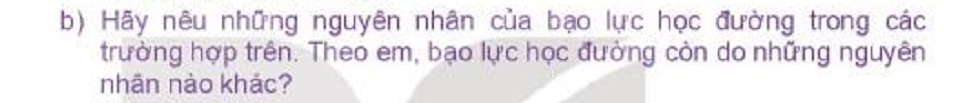 b) Hãy nêu những nguyên nhân của bạo lực học đường trong các
trường hợp trên. Theo em, bạo lực học đường còn do những nguyên
nhân nào khác?